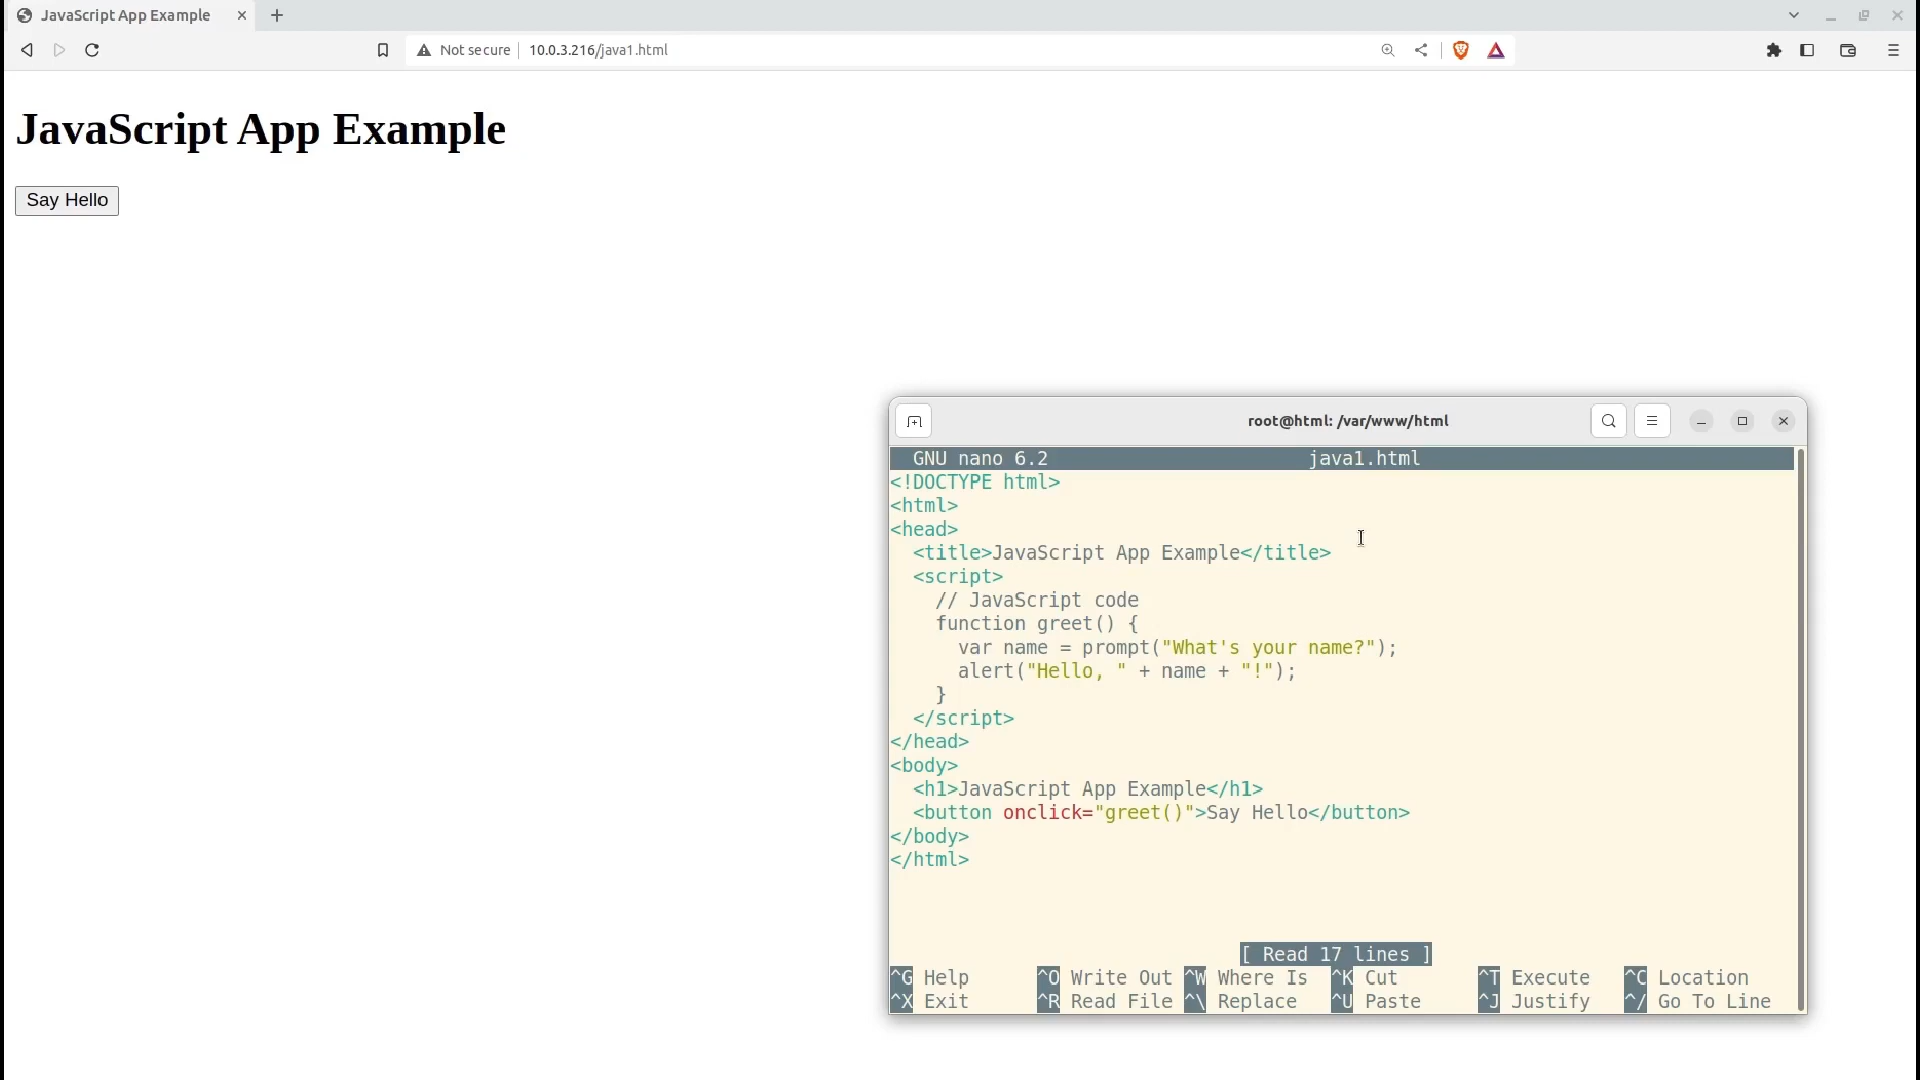 JavaScript App Example
Not secure 10.0.3.216/java1.html
JavaScript App Example
Say Hello
root@html: /var/www/html
GNU nano 6.2 java1.html
<!DOCTYPE html>
<html>
<head>
  <title>JavaScript App Example</title>
  <script>
    // JavaScript code
    function greet() {
      var name = prompt("What's your name?");
      alert("Hello, " + name + "!");
    }
  </script>
</head>
<body>
  <h1>JavaScript App Example</h1>
  <button onclick="greet()">Say Hello</button>
</body>
</html>
[ Read 17 lines ]
^G Help ^O Write Out ^W Where Is ^K Cut ^T Execute ^C Location
^X Exit ^R Read File ^\ Replace ^U Paste ^J Justify ^/ Go To Line